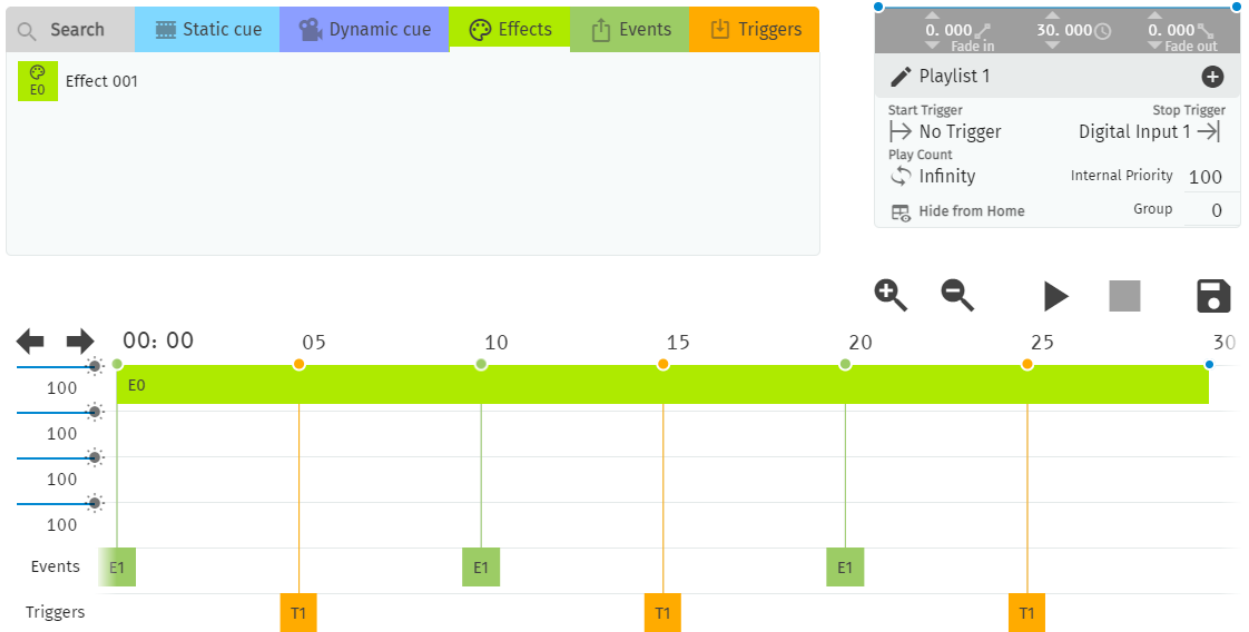 Search Static cue Dynamic cue Effects Events Triggers
E0 Effect 001
0. 000 30. 000 0. 000
Fade in Fade out
Playlist 1
Start Trigger Stop Trigger
No Trigger Digital Input 1
Play Count
Infinity Internal Priority 100
Hide from Home Group 0
00: 00 05 10 15 20 25 30
100 E0
100
100
100
Events E1 E1 E1
Triggers T1 T1 T1